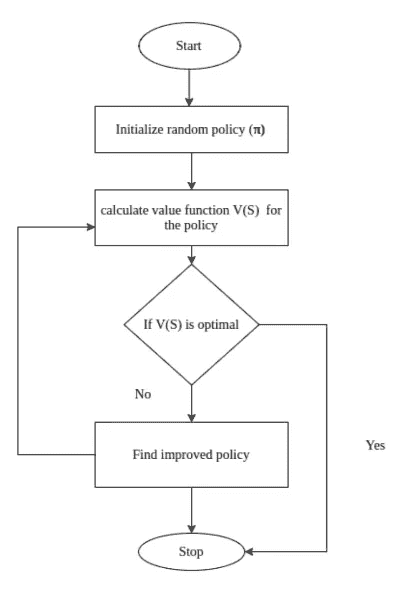 Start
Initialize random policy (π)
calculate value function V(S) for
the policy
If V(S) is optimal
No
Find improved policy
Yes
Stop